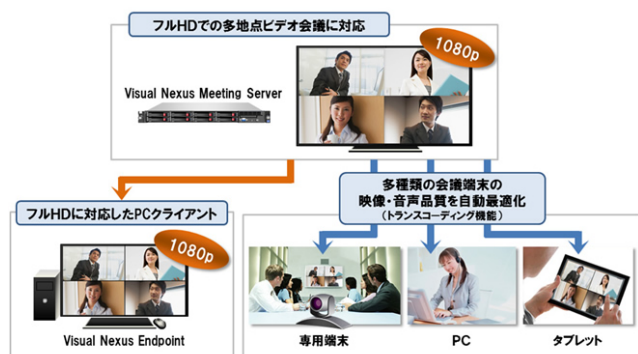 フルHDでの多地点ビデオ会議に対応
1080p
Visual Nexus Meeting Server
多種類の会議端末の
映像・音声品質を自動最適化
（トランスコーディング機能）
フルHDに対応したPCクライアント
1080p
Visual Nexus Endpoint
専用端末
PC
タブレット